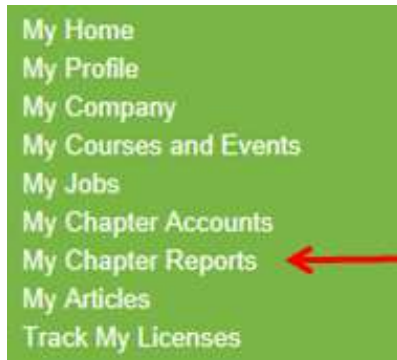 My Home
My Profile
My Company
My Courses and Events
My Jobs
My Chapter Accounts
My Chapter Reports
My Articles
Track My Licenses